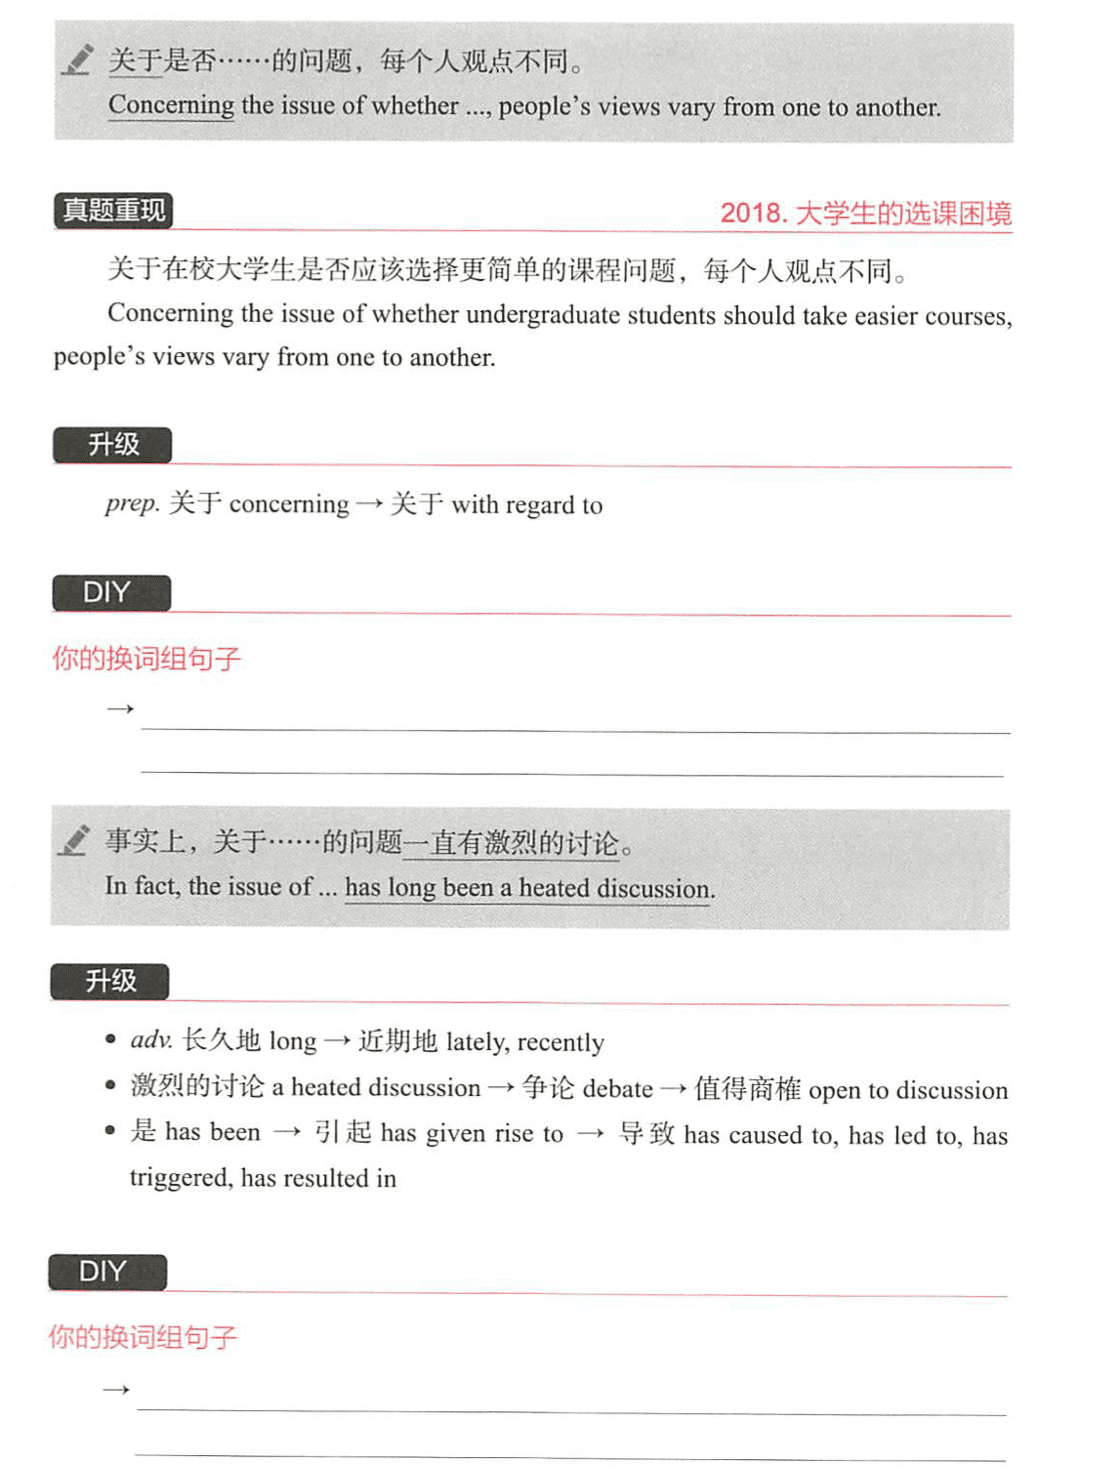 关于是否……的问题，每个人观点不同。
Concerning the issue of whether ..., people's views vary from one to another.
真题重现
2018. 大学生的选课困境
关于在校大学生是否应该选择更简单的课程问题，每个人观点不同。
Concerning the issue of whether undergraduate students should take easier courses,
people's views vary from one to another.
升级
prep. 关于 concerning → 关于 with regard to
DIY
你的换词组句子
→
事实上，关于……的问题一直有激烈的讨论。
In fact, the issue of ... has long been a heated discussion.
升级
• adv. 长久地 long → 近期地 lately, recently
• 激烈的讨论 a heated discussion → 争论 debate → 值得商榷 open to discussion
• 是 has been → 引起 has given rise to → 导致 has caused to, has led to, has
triggered, has resulted in
DIY
你的换词组句子
→